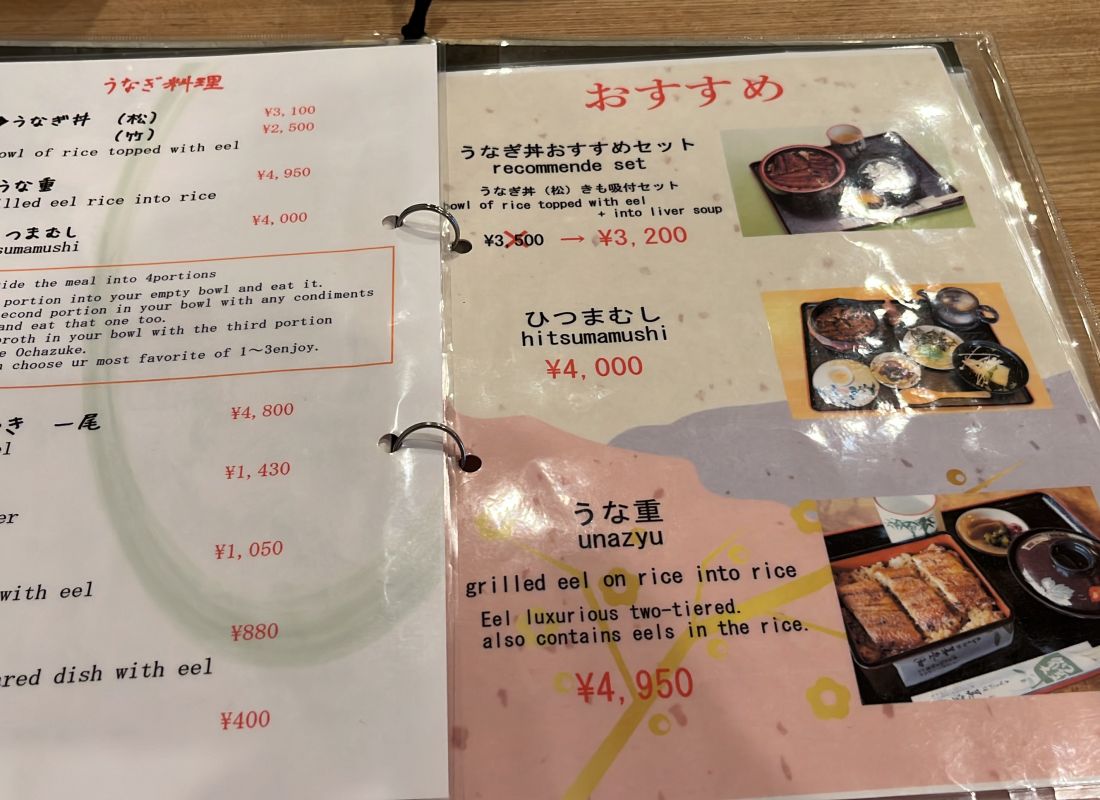 うなぎ料理
うなぎ丼 (松) ¥3,100
(竹) ¥2,500
owl of rice topped with eel
うな重 ¥4,950
illed eel rice into rice
つまむし ¥4,000
sumamushi
ide the meal into 4portions
portion into your empty bowl and eat it.
econd portion in your bowl with any condiments
and eat that one too.
roth in your bowl with the third portion
e Ochazuke.
n choose ur most favorite of 1～3enjoy.
き 一尾 ¥4,800
el
¥1,430
er
¥1,050
with eel
¥880
ared dish with eel
¥400
おすすめ
うなぎ丼おすすめセット
recommende set
うなぎ丼（松）きも吸付セット
owl of rice topped with eel
+ into liver soup
¥3,500 → ¥3,200
ひつまむし
hitsumamushi
¥4,000
うな重
unazyu
grilled eel on rice into rice
Eel luxurious two-tiered.
also contains eels in the rice.
¥4,950